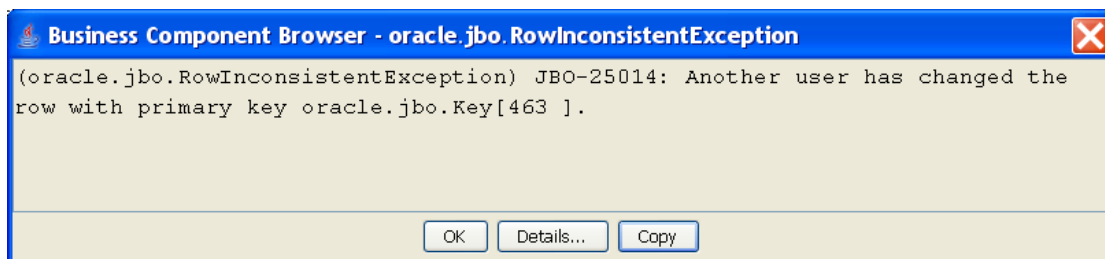 Business Component Browser - oracle.jbo.RowInconsistentException
(oracle.jbo.RowInconsistentException) JBO-25014: Another user has changed the
row with primary key oracle.jbo.Key[463 ].
OK Details... Copy